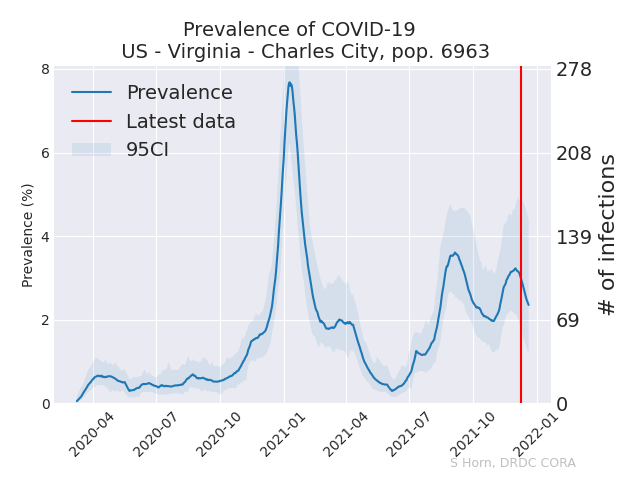 Prevalence of COVID-19
US - Virginia - Charles City, pop. 6963
Prevalence
Latest data
95CI
Prevalence (%)
8
6
4
2
0
278
208
139
69
0
# of infections
2020-04
2020-07
2020-10
2021-01
2021-04
2021-07
2021-10
2022-01
S Horn, DRDC CORA